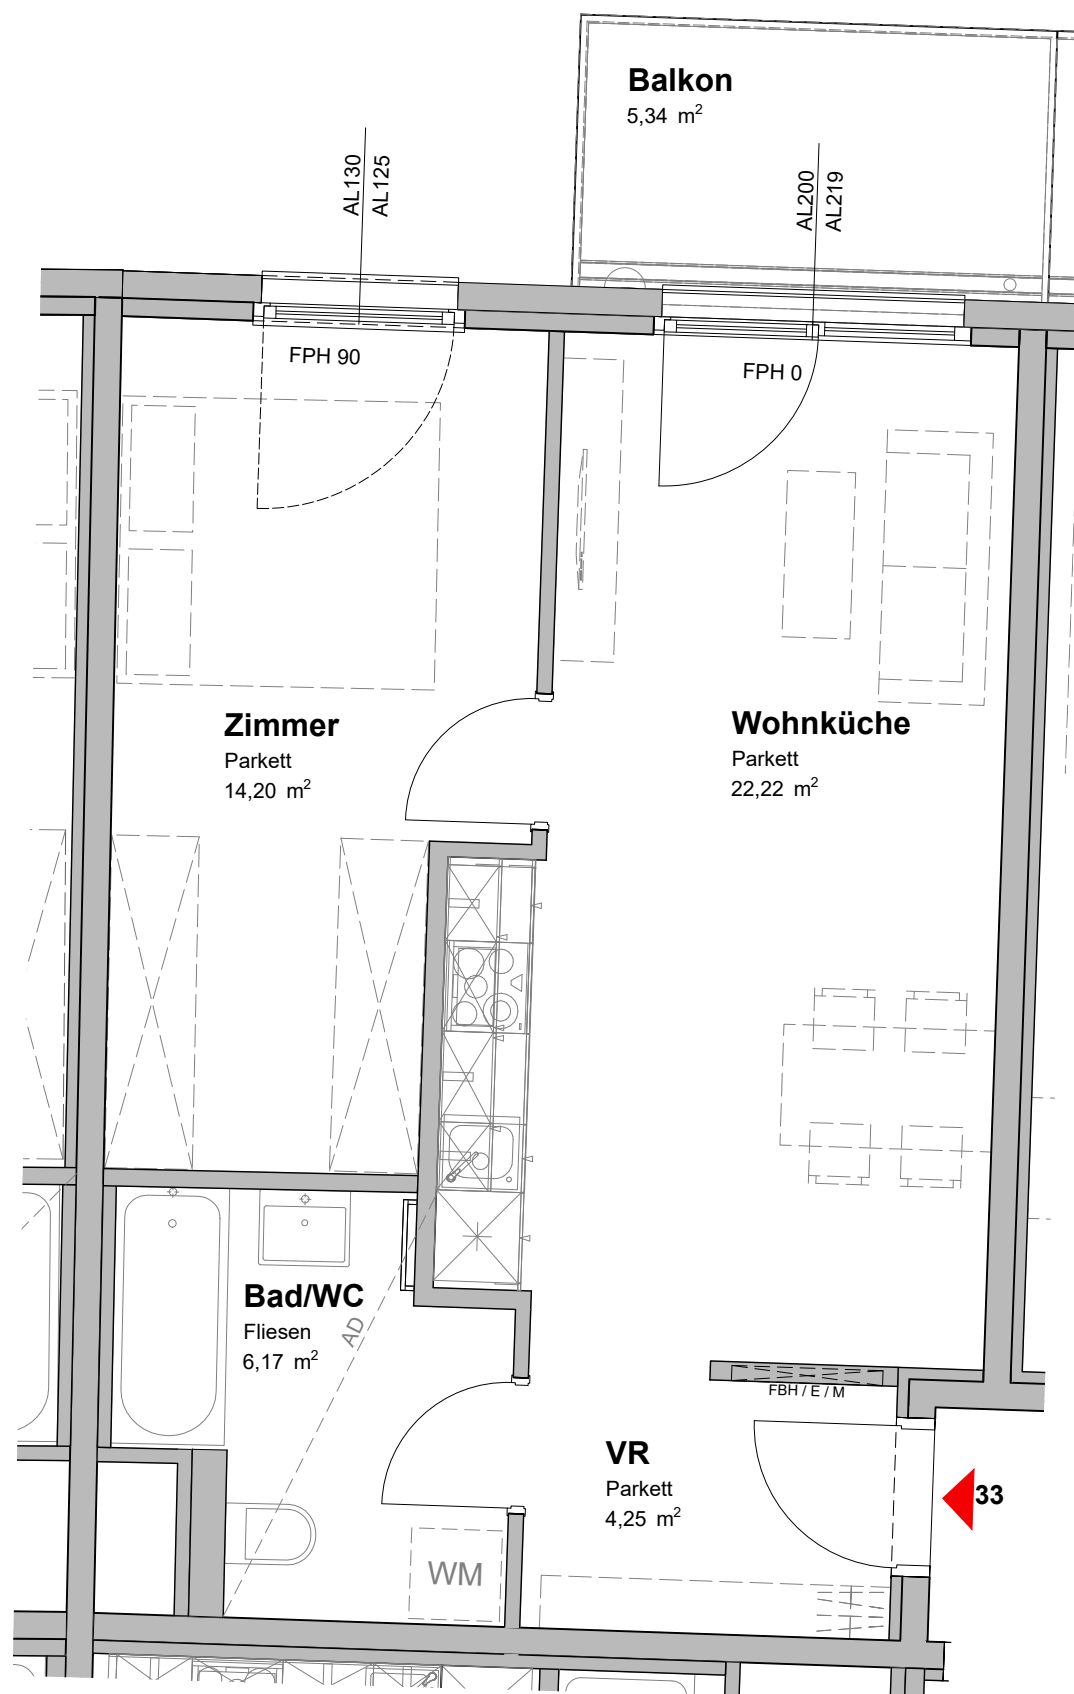 Balkon
5,34 m²
AL130
AL125
AL200
AL219
FPH 90
FPH 0
Zimmer
Parkett
14,20 m²
Wohnküche
Parkett
22,22 m²
Bad/WC
Fliesen
6,17 m²
AD
FBH / E / M
VR
Parkett
4,25 m²
33
WM